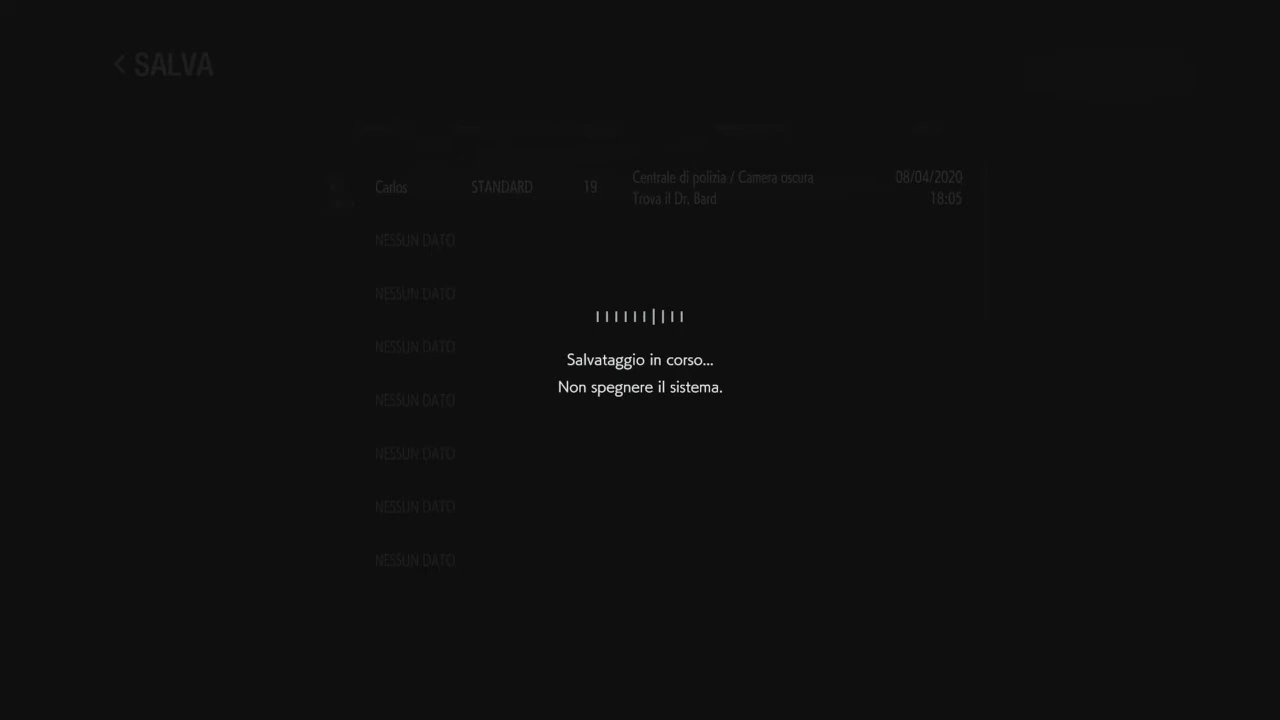 < SALVA
Carlos STANDARD 19 Centrale di polizia / Camera oscura 08/04/2020
Trova il Dr. Bard 18:05
NESSUN DATO
NESSUN DATO
NESSUN DATO
NESSUN DATO
NESSUN DATO
NESSUN DATO
NESSUN DATO
Salvataggio in corso...
Non spegnere il sistema.